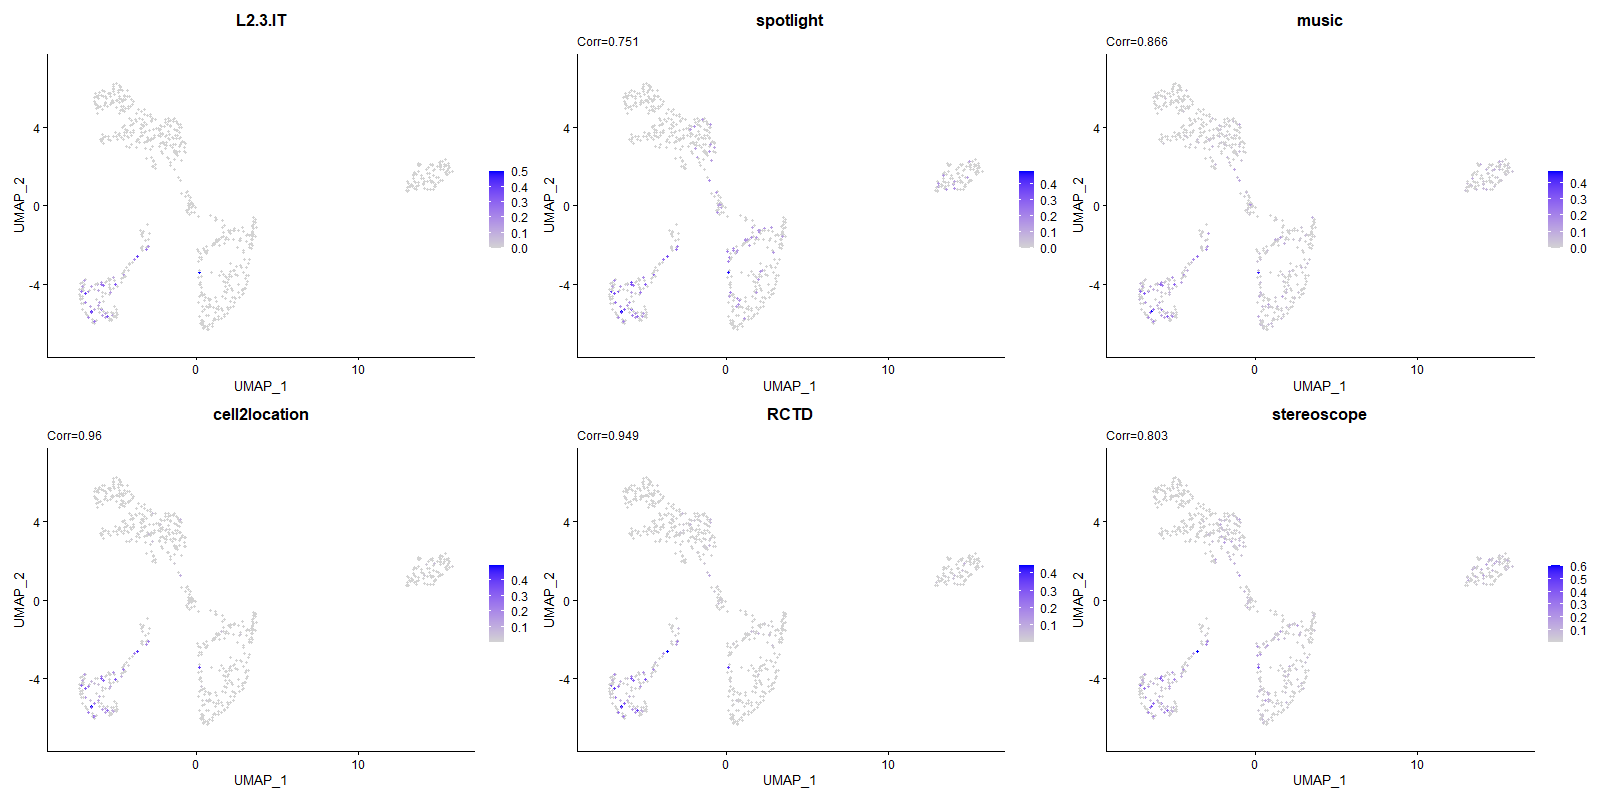 L2.3.IT
4
0
-4
UMAP_2
0
10
UMAP_1
0.5
0.4
0.3
0.2
0.1
0.0
spotlight
Corr=0.751
4
0
-4
UMAP_2
0
10
UMAP_1
0.4
0.3
0.2
0.1
0.0
music
Corr=0.866
4
0
-4
UMAP_2
0
10
UMAP_1
0.4
0.3
0.2
0.1
0.0
cell2location
Corr=0.96
4
0
-4
UMAP_2
0
10
UMAP_1
0.4
0.3
0.2
0.1
RCTD
Corr=0.949
4
0
-4
UMAP_2
0
10
UMAP_1
0.4
0.3
0.2
0.1
stereoscope
Corr=0.803
4
0
-4
UMAP_2
0
10
UMAP_1
0.6
0.5
0.4
0.3
0.2
0.1